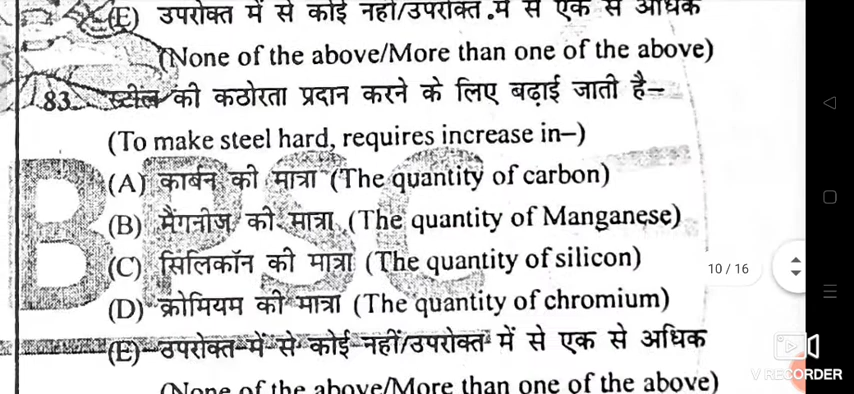 (E) उपरोक्त में से कोई नहीं/उपरोक्त में से एक से अधिक
(None of the above/More than one of the above)
83. स्टील की कठोरता प्रदान करने के लिए बढ़ाई जाती है–
(To make steel hard, requires increase in–)
(A) कार्बन की मात्रा (The quantity of carbon)
(B) मैंगनीज की मात्रा (The quantity of Manganese)
(C) सिलिकॉन की मात्रा (The quantity of silicon)
10 / 16
(D) क्रोमियम की मात्रा (The quantity of chromium)
(E) उपरोक्त में से कोई नहीं/उपरोक्त में से एक से अधिक
(None of the above/More than one of the above)
BPSC
V RECORDER